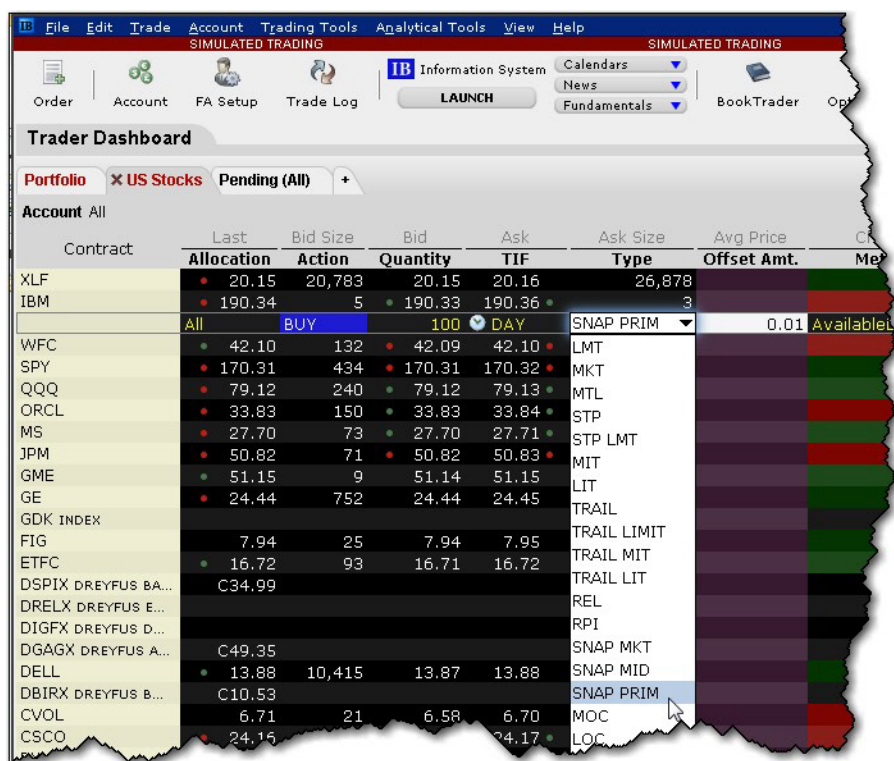 IB File Edit Trade Account Trading Tools Analytical Tools View Help
SIMULATED TRADING SIMULATED TRADING
Order Account FA Setup Trade Log IB Information System LAUNCH Calendars News Fundamentals BookTrader
Trader Dashboard
Portfolio US Stocks Pending (All) +
Account All
Contract Last Bid Size Bid Ask Ask Size Avg Price
Allocation Action Quantity TIF Type Offset Amt.
XLF 20.15 20,783 20.15 20.16 26,878
IBM 190.34 5 190.33 190.36 3
All BUY 100 DAY SNAP PRIM 0.01 Available
WFC 42.10 132 42.09 42.10 LMT
SPY 170.31 434 170.31 170.32 MKT
QQQ 79.12 240 79.12 79.13 MTL
ORCL 33.83 150 33.83 33.84 STP
MS 27.70 73 27.70 27.71 STP LMT
JPM 50.82 71 50.82 50.83 MIT
GME 51.15 9 51.14 51.15 LIT
GE 24.44 752 24.44 24.45 TRAIL
GDK INDEX TRAIL LIMIT
FIG 7.94 25 7.94 7.95 TRAIL MIT
ETFC 16.72 93 16.71 16.72 TRAIL LIT
DSPIX DREYFUS BA... C34.99
DRELX DREYFUS E... REL
DIGFX DREYFUS D... RPI
DGAGX DREYFUS A... C49.35 SNAP MKT
DELL 13.88 10,415 13.87 13.88 SNAP MID
DBIRX DREYFUS B... C10.53 SNAP PRIM
CVOL 6.71 21 6.58 6.70 MOC
CSCO 24.16 24.17 LOC